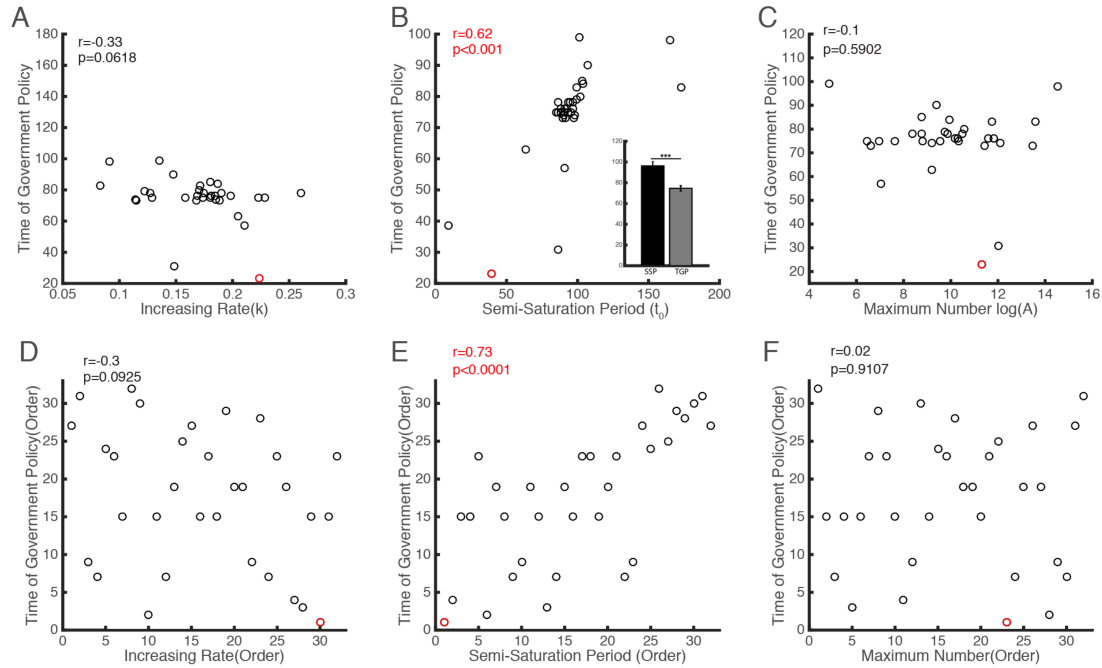 A
r=-0.33
p=0.0618
Time of Government Policy
180
160
140
120
100
80
60
40
20
0.05 0.1 0.15 0.2 0.25 0.3
Increasing Rate(k)
B
r=0.62
p<0.001
Time of Government Policy
100
80
60
40
20
0 50 100 150 200
Semi-Saturation Period (t0)
120
100
80
60
40
20
0
***
SSP TGP
C
r=-0.1
p=0.5902
Time of Government Policy
120
110
100
90
80
70
60
50
40
30
20
4 6 8 10 12 14 16
Maximum Number log(A)
D
r=-0.3
p=0.0925
Time of Government Policy(Order)
30
25
20
15
10
5
0
0 5 10 15 20 25 30
Increasing Rate(Order)
E
r=0.73
p<0.0001
Time of Government Policy(Order)
30
25
20
15
10
5
0
0 5 10 15 20 25 30
Semi-Saturation Period (Order)
F
r=0.02
p=0.9107
Time of Government Policy(Order)
30
25
20
15
10
5
0
0 5 10 15 20 25 30
Maximum Number(Order)